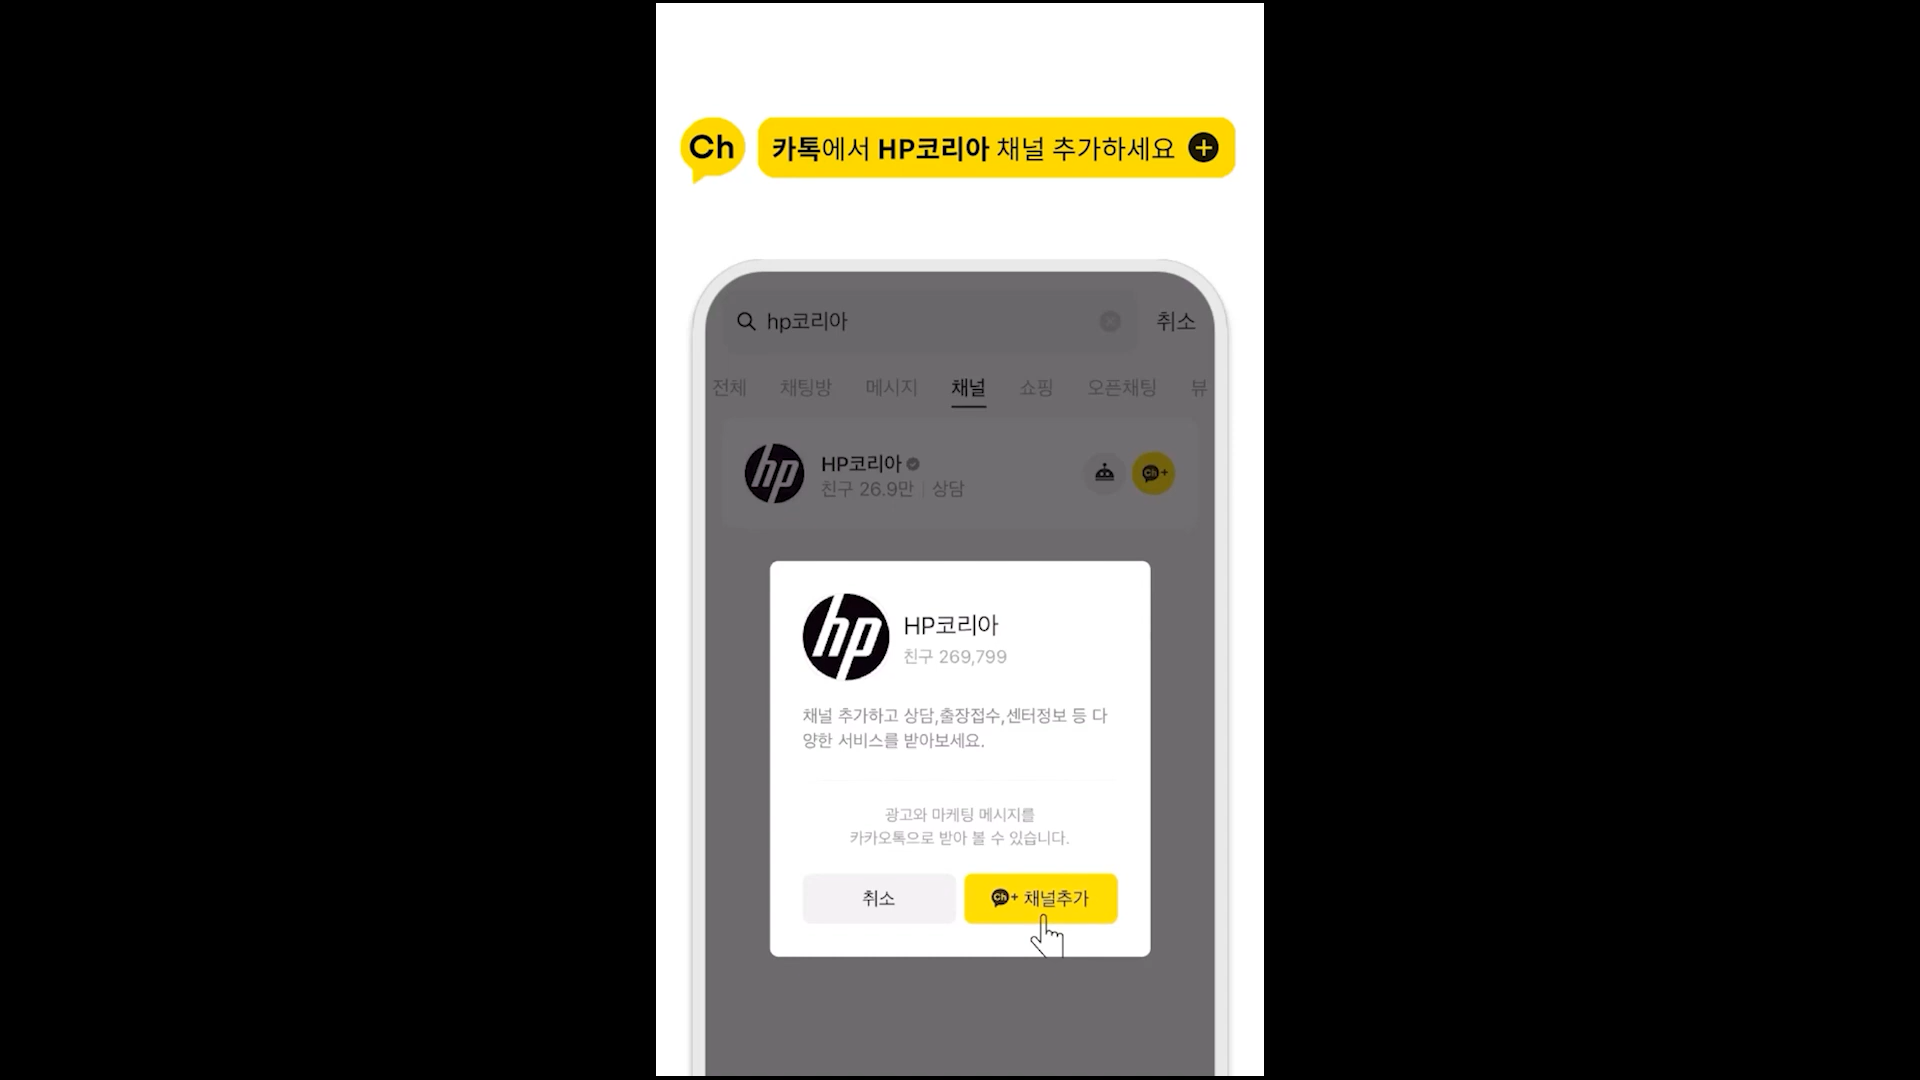 Ch 카톡에서 HP코리아 채널 추가하세요 +
hp코리아 취소
전체 채팅방 메시지 채널 쇼핑 오픈채팅 뷰
hp HP코리아 Ch+
친구 26.9만 | 상담
hp HP코리아
친구 269,799
채널 추가하고 상담,출장접수,센터정보 등 다
양한 서비스를 받아보세요.
광고와 마케팅 메시지를
카카오톡으로 받아 볼 수 있습니다.
취소 Ch+ 채널추가